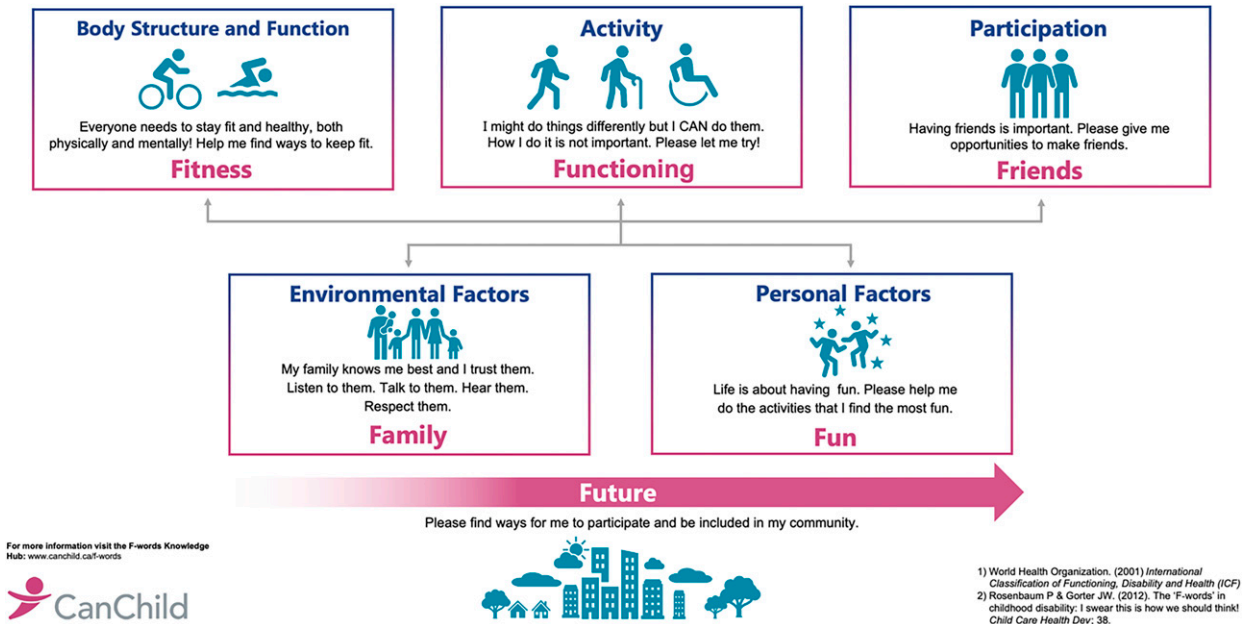 Body Structure and Function
Everyone needs to stay fit and healthy, both
physically and mentally! Help me find ways to keep fit.
Fitness
Activity
I might do things differently but I CAN do them.
How I do it is not important. Please let me try!
Functioning
Participation
Having friends is important. Please give me
opportunities to make friends.
Friends
Environmental Factors
My family knows me best and I trust them.
Listen to them. Talk to them. Hear them.
Respect them.
Family
Personal Factors
Life is about having fun. Please help me
do the activities that I find the most fun.
Fun
Future
Please find ways for me to participate and be included in my community.
For more information visit the F-words Knowledge
Hub: www.canchild.ca/f-words
CanChild
1) World Health Organization. (2001) International
Classification of Functioning, Disability and Health (ICF)
2) Rosenbaum P & Gorter JW. (2012). The 'F-words' in
childhood disability: I swear this is how we should think!
Child Care Health Dev; 38.